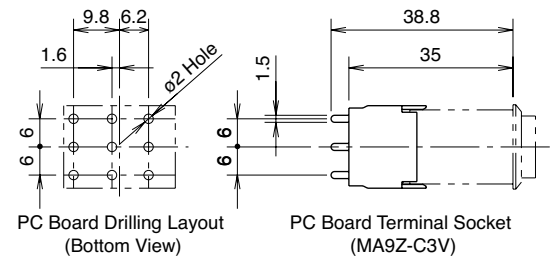 9.8 6.2
1.6
ø2 Hole
6
6
PC Board Drilling Layout
(Bottom View)
38.8
35
1.5
6
6
PC Board Terminal Socket
(MA9Z-C3V)